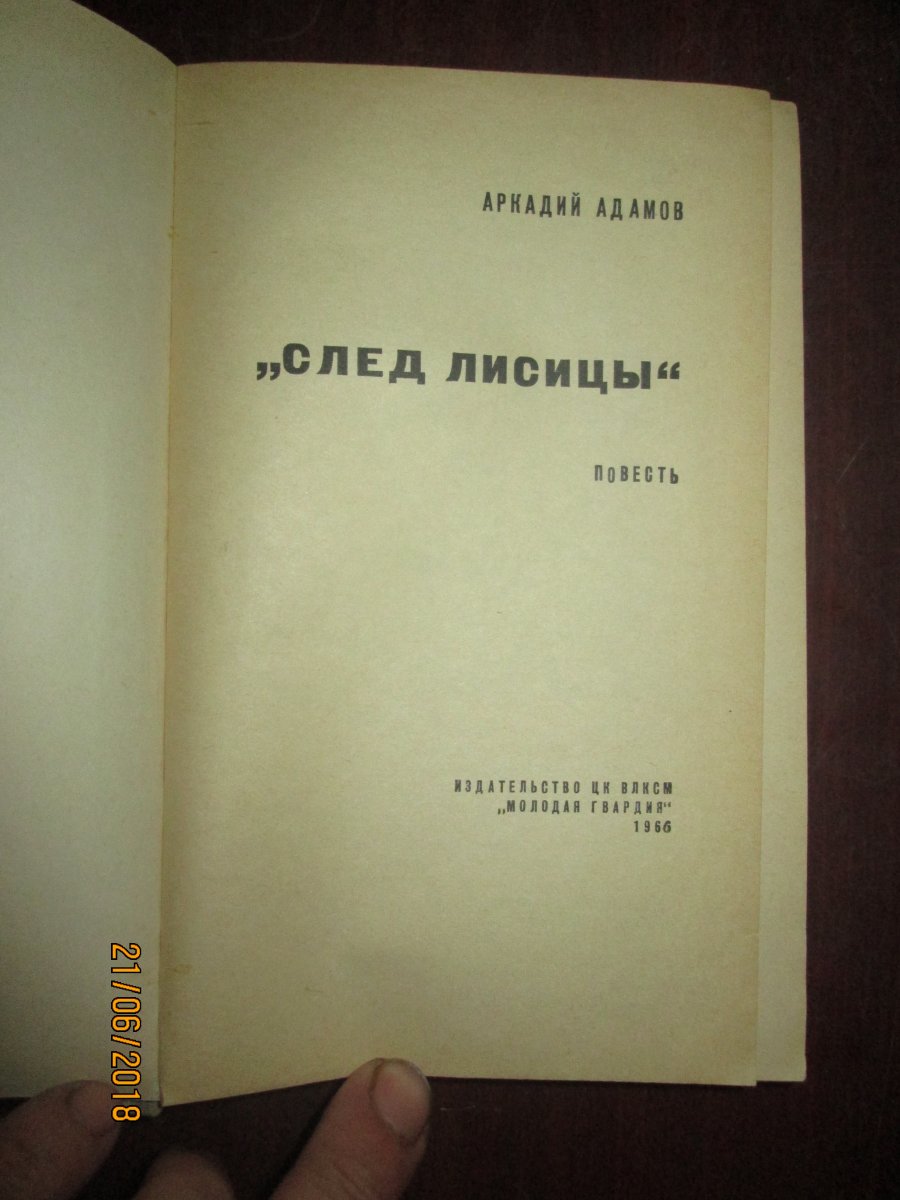 АРКАДИЙ АДАМОВ
„СЛЕД ЛИСИЦЫ“
ПОВЕСТЬ
ИЗДАТЕЛЬСТВО ЦК ВЛКСМ
„МОЛОДАЯ ГВАРДИЯ“
1966
21/06/2018